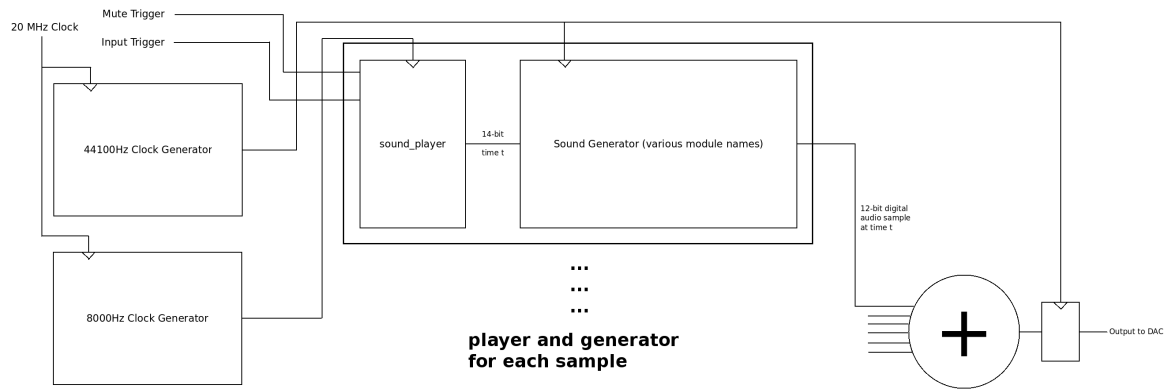 Mute Trigger
20 MHz Clock
Input Trigger
44100Hz Clock Generator
sound_player
14-bit
time t
Sound Generator (various module names)
12-bit digital
audio sample
at time t
...
...
...
8000Hz Clock Generator
player and generator
for each sample
+
Output to DAC